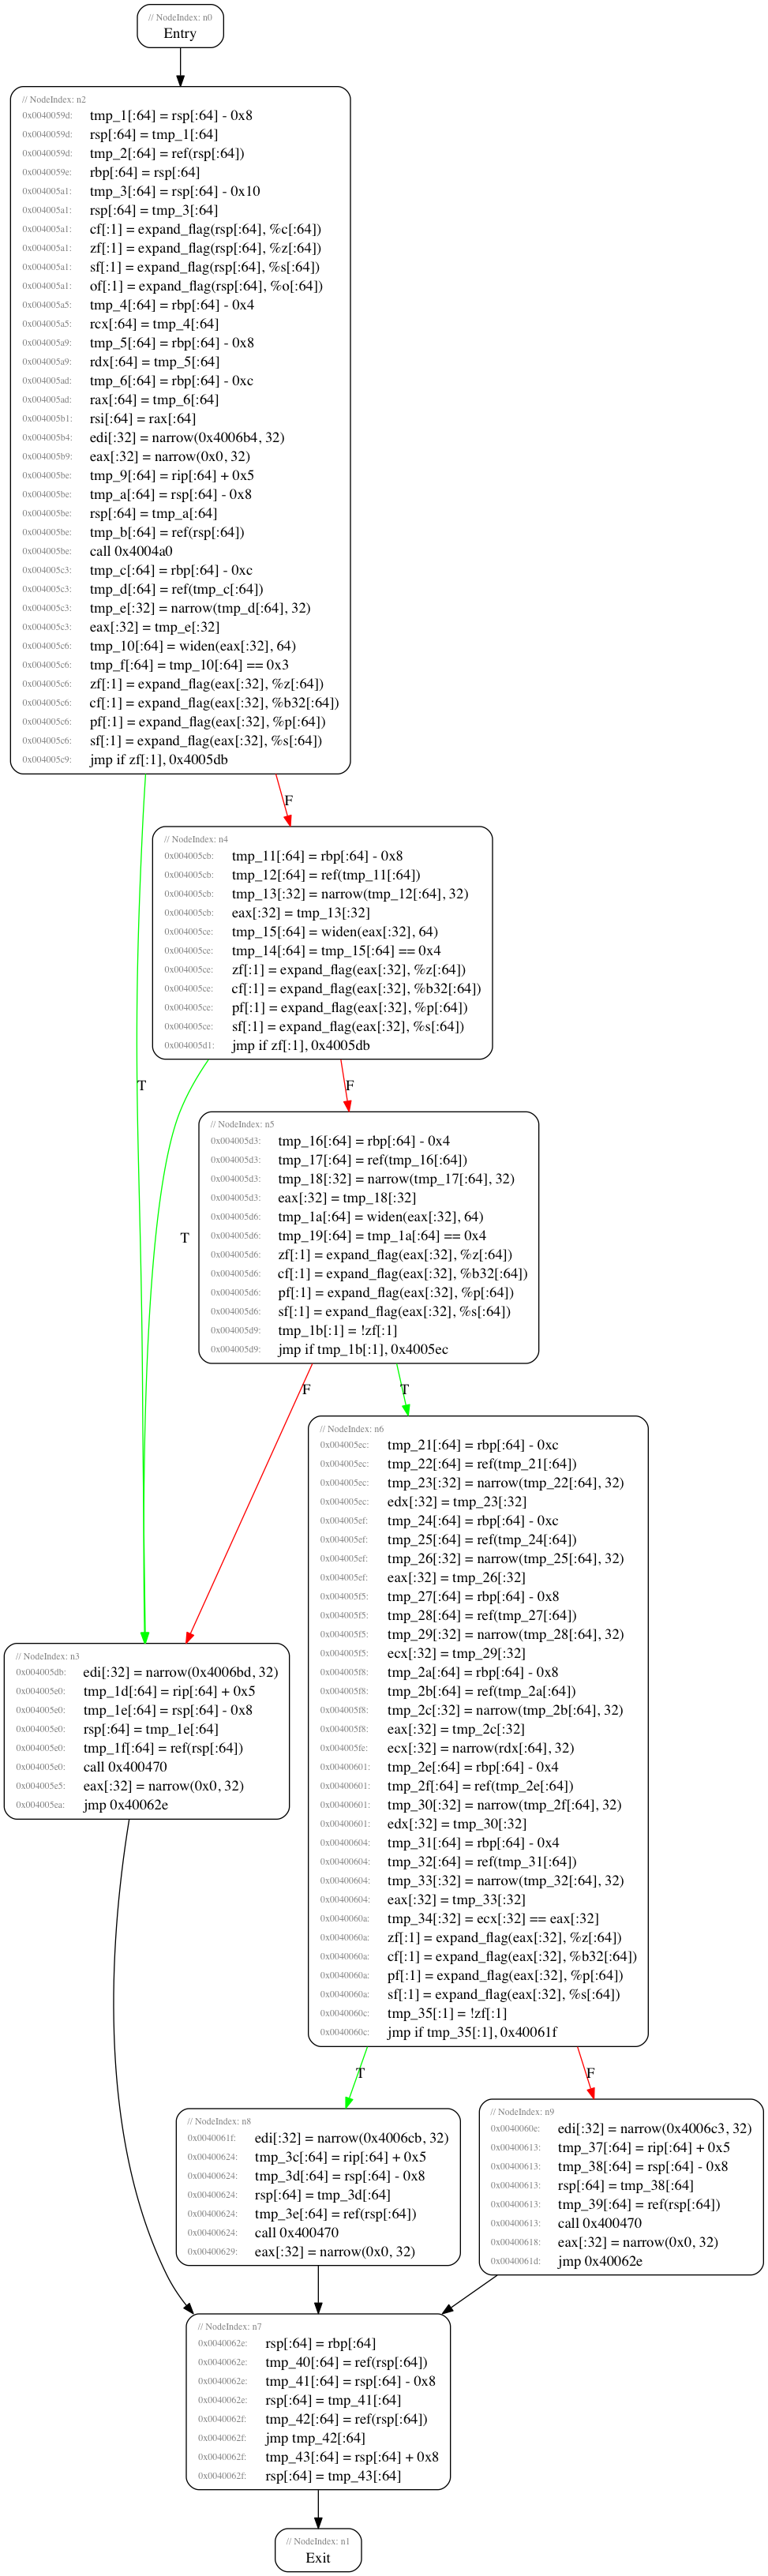 // NodeIndex: n0
Entry
// NodeIndex: n2
0x0040059d: tmp_1[:64] = rsp[:64] - 0x8
0x0040059d: rsp[:64] = tmp_1[:64]
0x0040059d: tmp_2[:64] = ref(rsp[:64])
0x0040059e: rbp[:64] = rsp[:64]
0x004005a1: tmp_3[:64] = rsp[:64] - 0x10
0x004005a1: rsp[:64] = tmp_3[:64]
0x004005a1: cf[:1] = expand_flag(rsp[:64], %c[:64])
0x004005a1: zf[:1] = expand_flag(rsp[:64], %z[:64])
0x004005a1: sf[:1] = expand_flag(rsp[:64], %s[:64])
0x004005a1: of[:1] = expand_flag(rsp[:64], %o[:64])
0x004005a5: tmp_4[:64] = rbp[:64] - 0x4
0x004005a5: rcx[:64] = tmp_4[:64]
0x004005a9: tmp_5[:64] = rbp[:64] - 0x8
0x004005a9: rdx[:64] = tmp_5[:64]
0x004005ad: tmp_6[:64] = rbp[:64] - 0xc
0x004005ad: rax[:64] = tmp_6[:64]
0x004005b1: rsi[:64] = rax[:64]
0x004005b4: edi[:32] = narrow(0x4006b4, 32)
0x004005b9: eax[:32] = narrow(0x0, 32)
0x004005be: tmp_9[:64] = rip[:64] + 0x5
0x004005be: tmp_a[:64] = rsp[:64] - 0x8
0x004005be: rsp[:64] = tmp_a[:64]
0x004005be: tmp_b[:64] = ref(rsp[:64])
0x004005be: call 0x4004a0
0x004005c3: tmp_c[:64] = rbp[:64] - 0xc
0x004005c3: tmp_d[:64] = ref(tmp_c[:64])
0x004005c3: tmp_e[:32] = narrow(tmp_d[:64], 32)
0x004005c3: eax[:32] = tmp_e[:32]
0x004005c6: tmp_10[:64] = widen(eax[:32], 64)
0x004005c6: tmp_f[:64] = tmp_10[:64] == 0x3
0x004005c6: zf[:1] = expand_flag(eax[:32], %z[:64])
0x004005c6: cf[:1] = expand_flag(eax[:32], %b32[:64])
0x004005c6: pf[:1] = expand_flag(eax[:32], %p[:64])
0x004005c6: sf[:1] = expand_flag(eax[:32], %s[:64])
0x004005c9: jmp if zf[:1], 0x4005db
F
// NodeIndex: n4
0x004005cb: tmp_11[:64] = rbp[:64] - 0x8
0x004005cb: tmp_12[:64] = ref(tmp_11[:64])
0x004005cb: tmp_13[:32] = narrow(tmp_12[:64], 32)
0x004005cb: eax[:32] = tmp_13[:32]
0x004005ce: tmp_15[:64] = widen(eax[:32], 64)
0x004005ce: tmp_14[:64] = tmp_15[:64] == 0x4
0x004005ce: zf[:1] = expand_flag(eax[:32], %z[:64])
0x004005ce: cf[:1] = expand_flag(eax[:32], %b32[:64])
0x004005ce: pf[:1] = expand_flag(eax[:32], %p[:64])
0x004005ce: sf[:1] = expand_flag(eax[:32], %s[:64])
0x004005d1: jmp if zf[:1], 0x4005db
T
F
// NodeIndex: n5
0x004005d3: tmp_16[:64] = rbp[:64] - 0x4
0x004005d3: tmp_17[:64] = ref(tmp_16[:64])
0x004005d3: tmp_18[:32] = narrow(tmp_17[:64], 32)
0x004005d3: eax[:32] = tmp_18[:32]
0x004005d6: tmp_1a[:64] = widen(eax[:32], 64)
0x004005d6: tmp_19[:64] = tmp_1a[:64] == 0x4
0x004005d6: zf[:1] = expand_flag(eax[:32], %z[:64])
0x004005d6: cf[:1] = expand_flag(eax[:32], %b32[:64])
0x004005d6: pf[:1] = expand_flag(eax[:32], %p[:64])
0x004005d6: sf[:1] = expand_flag(eax[:32], %s[:64])
0x004005d9: tmp_1b[:1] = !zf[:1]
0x004005d9: jmp if tmp_1b[:1], 0x4005ec
T
F
T
// NodeIndex: n6
0x004005ec: tmp_21[:64] = rbp[:64] - 0xc
0x004005ec: tmp_22[:64] = ref(tmp_21[:64])
0x004005ec: tmp_23[:32] = narrow(tmp_22[:64], 32)
0x004005ec: edx[:32] = tmp_23[:32]
0x004005ef: tmp_24[:64] = rbp[:64] - 0xc
0x004005ef: tmp_25[:64] = ref(tmp_24[:64])
0x004005ef: tmp_26[:32] = narrow(tmp_25[:64], 32)
0x004005ef: eax[:32] = tmp_26[:32]
0x004005f5: tmp_27[:64] = rbp[:64] - 0x8
0x004005f5: tmp_28[:64] = ref(tmp_27[:64])
0x004005f5: tmp_29[:32] = narrow(tmp_28[:64], 32)
0x004005f5: ecx[:32] = tmp_29[:32]
0x004005f8: tmp_2a[:64] = rbp[:64] - 0x8
0x004005f8: tmp_2b[:64] = ref(tmp_2a[:64])
0x004005f8: tmp_2c[:32] = narrow(tmp_2b[:64], 32)
0x004005f8: eax[:32] = tmp_2c[:32]
0x004005fe: ecx[:32] = narrow(rdx[:64], 32)
0x00400601: tmp_2e[:64] = rbp[:64] - 0x4
0x00400601: tmp_2f[:64] = ref(tmp_2e[:64])
0x00400601: tmp_30[:32] = narrow(tmp_2f[:64], 32)
0x00400601: edx[:32] = tmp_30[:32]
0x00400604: tmp_31[:64] = rbp[:64] - 0x4
0x00400604: tmp_32[:64] = ref(tmp_31[:64])
0x00400604: tmp_33[:32] = narrow(tmp_32[:64], 32)
0x00400604: eax[:32] = tmp_33[:32]
0x0040060a: tmp_34[:32] = ecx[:32] == eax[:32]
0x0040060a: zf[:1] = expand_flag(eax[:32], %z[:64])
0x0040060a: cf[:1] = expand_flag(eax[:32], %b32[:64])
0x0040060a: pf[:1] = expand_flag(eax[:32], %p[:64])
0x0040060a: sf[:1] = expand_flag(eax[:32], %s[:64])
0x0040060c: tmp_35[:1] = !zf[:1]
0x0040060c: jmp if tmp_35[:1], 0x40061f
// NodeIndex: n3
0x004005db: edi[:32] = narrow(0x4006bd, 32)
0x004005e0: tmp_1d[:64] = rip[:64] + 0x5
0x004005e0: tmp_1e[:64] = rsp[:64] - 0x8
0x004005e0: rsp[:64] = tmp_1e[:64]
0x004005e0: tmp_1f[:64] = ref(rsp[:64])
0x004005e0: call 0x400470
0x004005e5: eax[:32] = narrow(0x0, 32)
0x004005ea: jmp 0x40062e
T
F
// NodeIndex: n8
0x0040061f: edi[:32] = narrow(0x4006cb, 32)
0x00400624: tmp_3c[:64] = rip[:64] + 0x5
0x00400624: tmp_3d[:64] = rsp[:64] - 0x8
0x00400624: rsp[:64] = tmp_3d[:64]
0x00400624: tmp_3e[:64] = ref(rsp[:64])
0x00400624: call 0x400470
0x00400629: eax[:32] = narrow(0x0, 32)
// NodeIndex: n9
0x0040060e: edi[:32] = narrow(0x4006c3, 32)
0x00400613: tmp_37[:64] = rip[:64] + 0x5
0x00400613: tmp_38[:64] = rsp[:64] - 0x8
0x00400613: rsp[:64] = tmp_38[:64]
0x00400613: tmp_39[:64] = ref(rsp[:64])
0x00400613: call 0x400470
0x00400618: eax[:32] = narrow(0x0, 32)
0x0040061d: jmp 0x40062e
// NodeIndex: n7
0x0040062e: rsp[:64] = rbp[:64]
0x0040062e: tmp_40[:64] = ref(rsp[:64])
0x0040062e: tmp_41[:64] = rsp[:64] - 0x8
0x0040062e: rsp[:64] = tmp_41[:64]
0x0040062f: tmp_42[:64] = ref(rsp[:64])
0x0040062f: jmp tmp_42[:64]
0x0040062f: tmp_43[:64] = rsp[:64] + 0x8
0x0040062f: rsp[:64] = tmp_43[:64]
// NodeIndex: n1
Exit